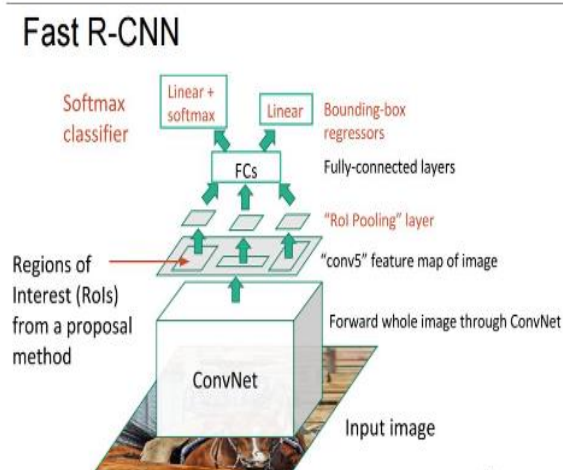 Fast R-CNN
Softmax
classifier
Linear +
softmax
Linear
Bounding-box
regressors
FCs
Fully-connected layers
"RoI Pooling" layer
"conv5" feature map of image
Regions of
Interest (RoIs)
from a proposal
method
Forward whole image through ConvNet
ConvNet
Input image